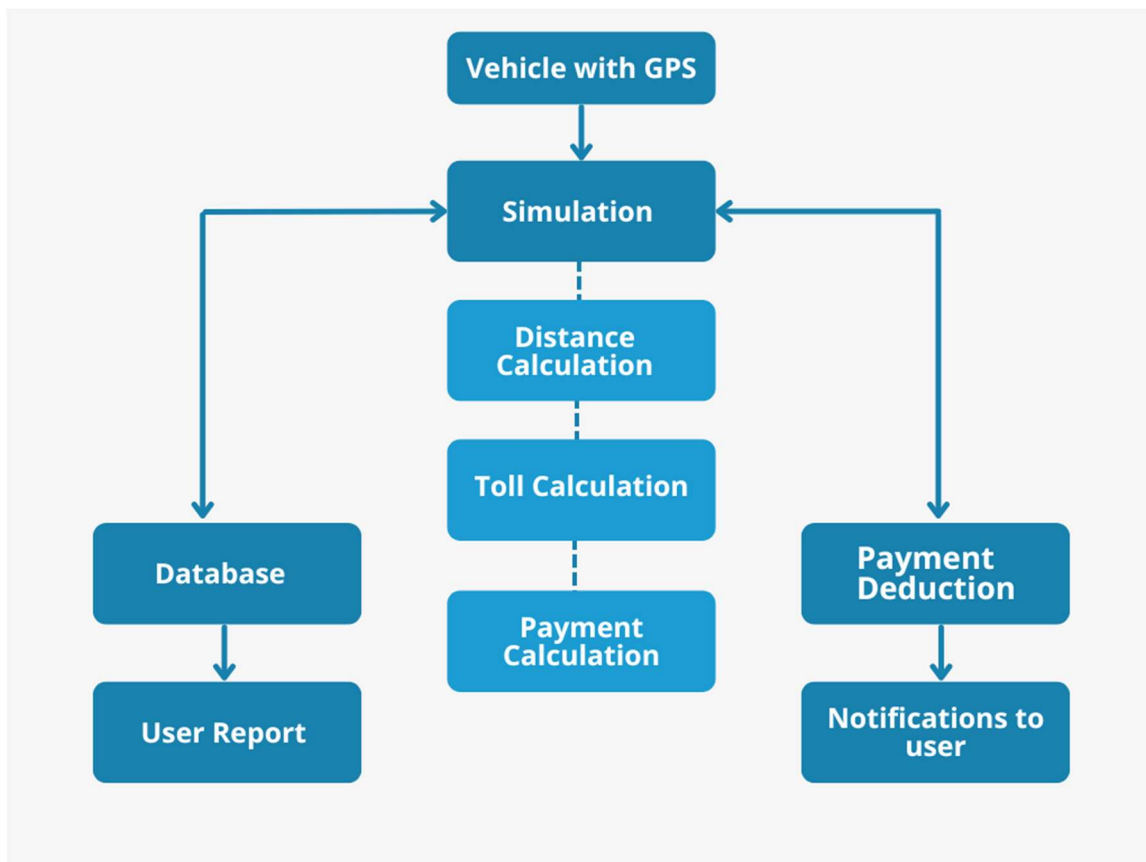 Vehicle with GPS
Simulation
Distance
Calculation
Toll Calculation
Database
Payment
Deduction
Payment
Calculation
User Report
Notifications to
user